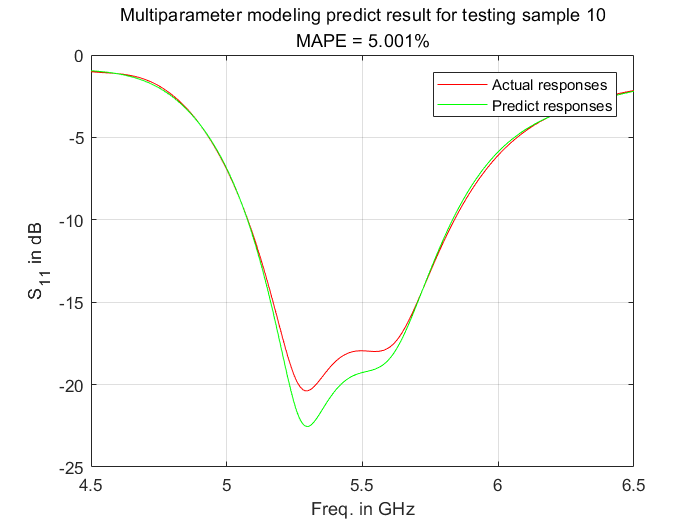 Multiparameter modeling predict result for testing sample 10
MAPE = 5.001%
0
-5
-10
-15
-20
-25
S11 in dB
Actual responses
Predict responses
4.5 5 5.5 6 6.5
Freq. in GHz